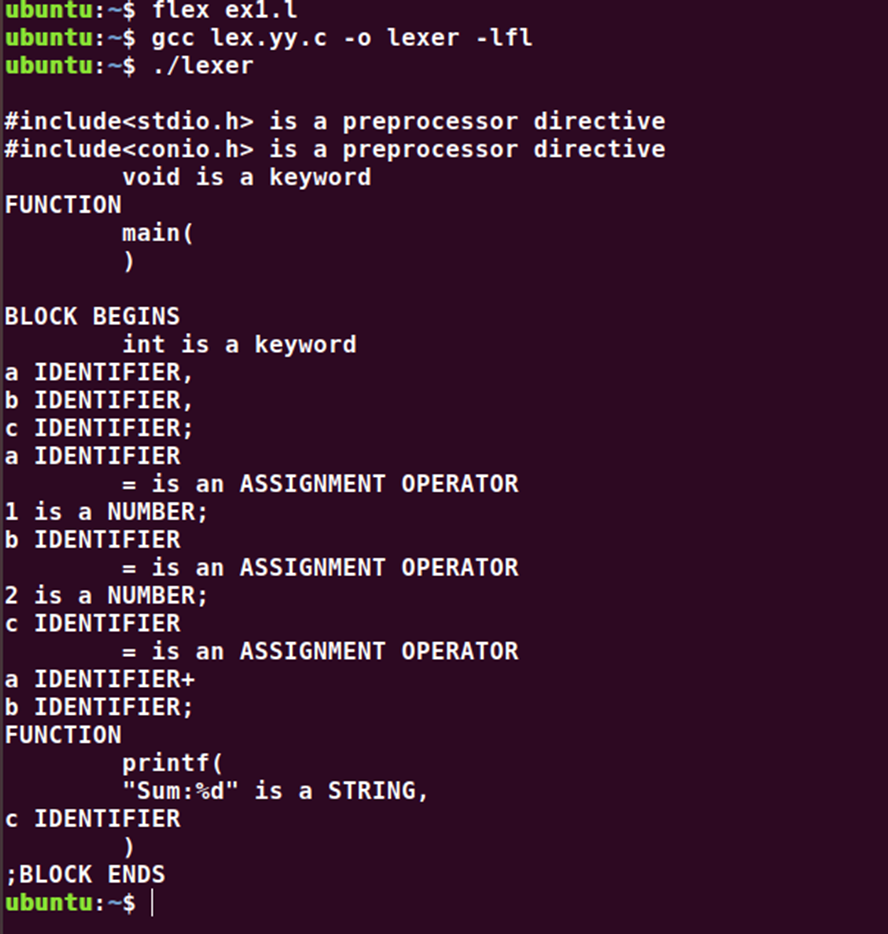 ubuntu:~$ flex ex1.l
ubuntu:~$ gcc lex.yy.c -o lexer -lfl
ubuntu:~$ ./lexer
#include<stdio.h> is a preprocessor directive
#include<conio.h> is a preprocessor directive
void is a keyword
FUNCTION
main(
)
BLOCK BEGINS
int is a keyword
a IDENTIFIER,
b IDENTIFIER,
c IDENTIFIER;
a IDENTIFIER
= is an ASSIGNMENT OPERATOR
1 is a NUMBER;
b IDENTIFIER
= is an ASSIGNMENT OPERATOR
2 is a NUMBER;
c IDENTIFIER
= is an ASSIGNMENT OPERATOR
a IDENTIFIER+
b IDENTIFIER;
FUNCTION
printf(
"Sum:%d" is a STRING,
c IDENTIFIER
)
;BLOCK ENDS
ubuntu:~$